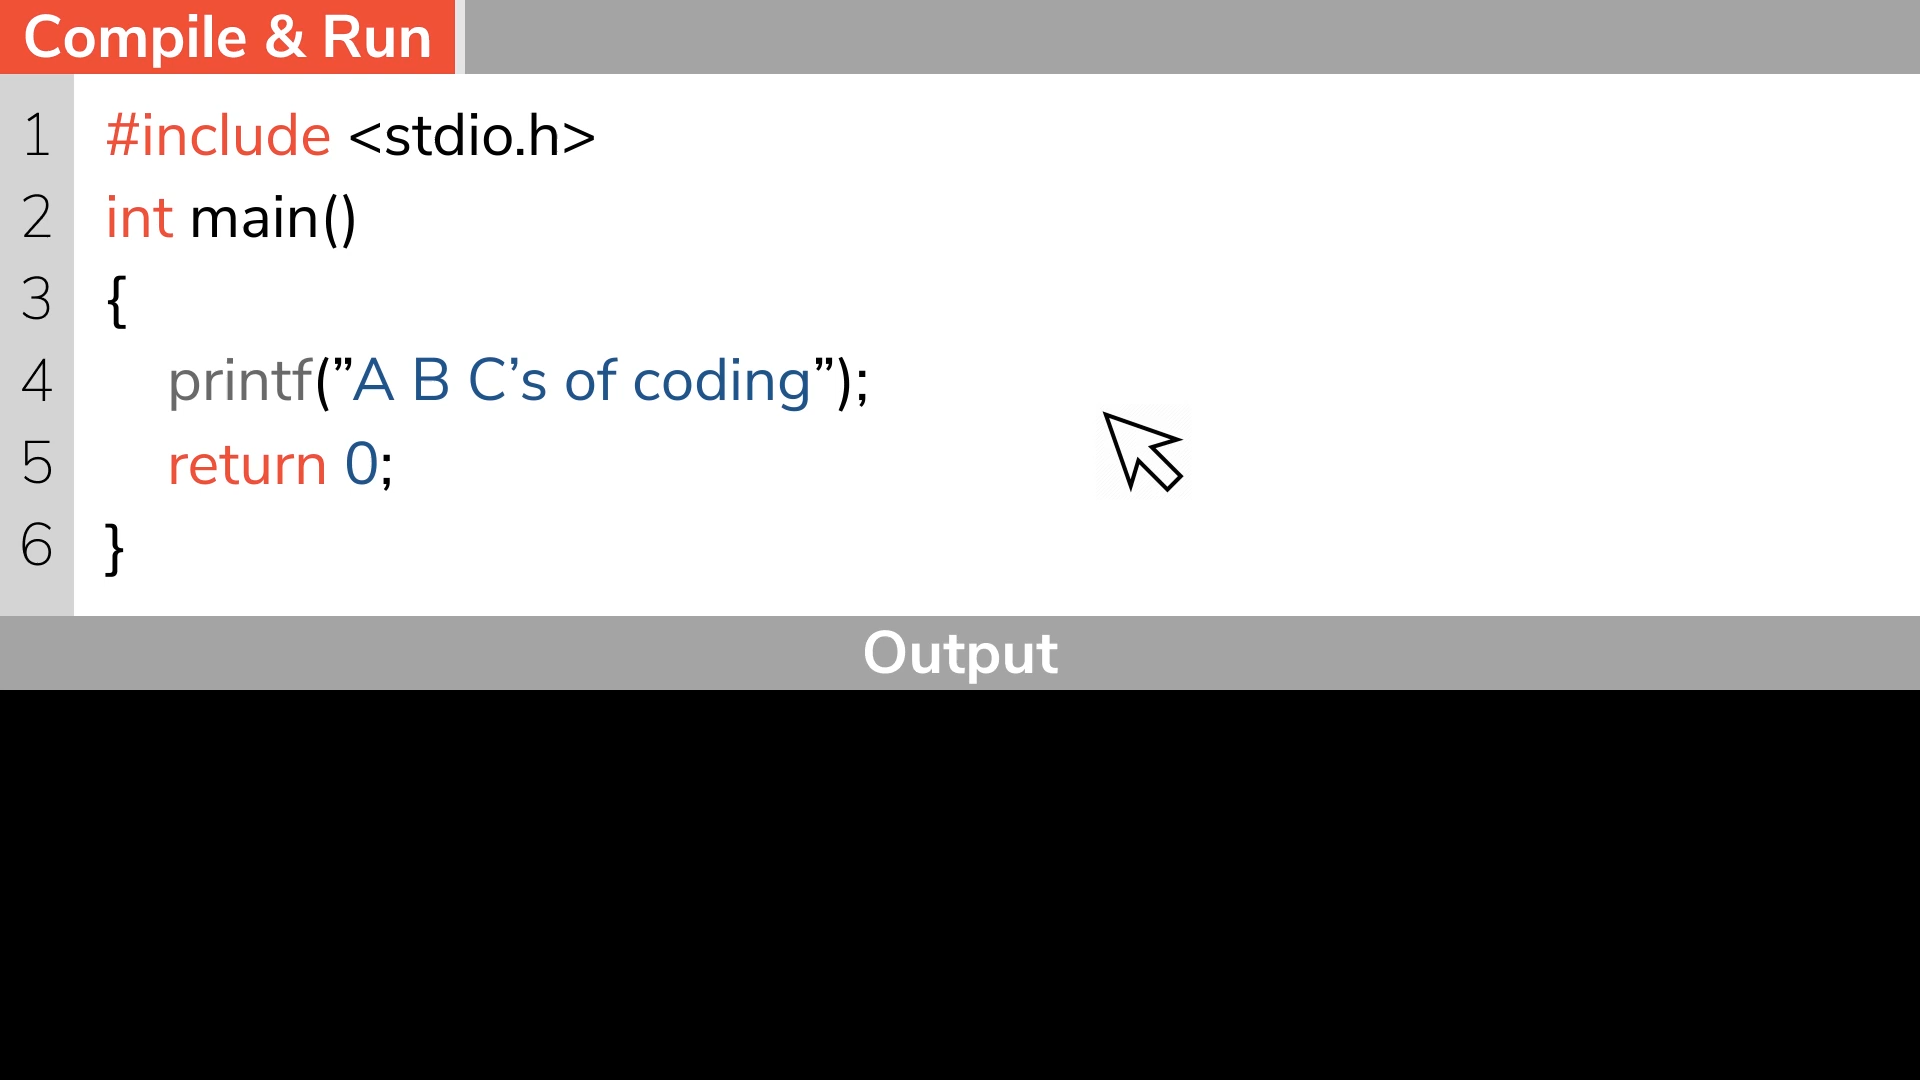 Compile & Run
1 #include <stdio.h>
2 int main()
3 {
4 printf(”A B C’s of coding”);
5 return 0;
6 }
Output